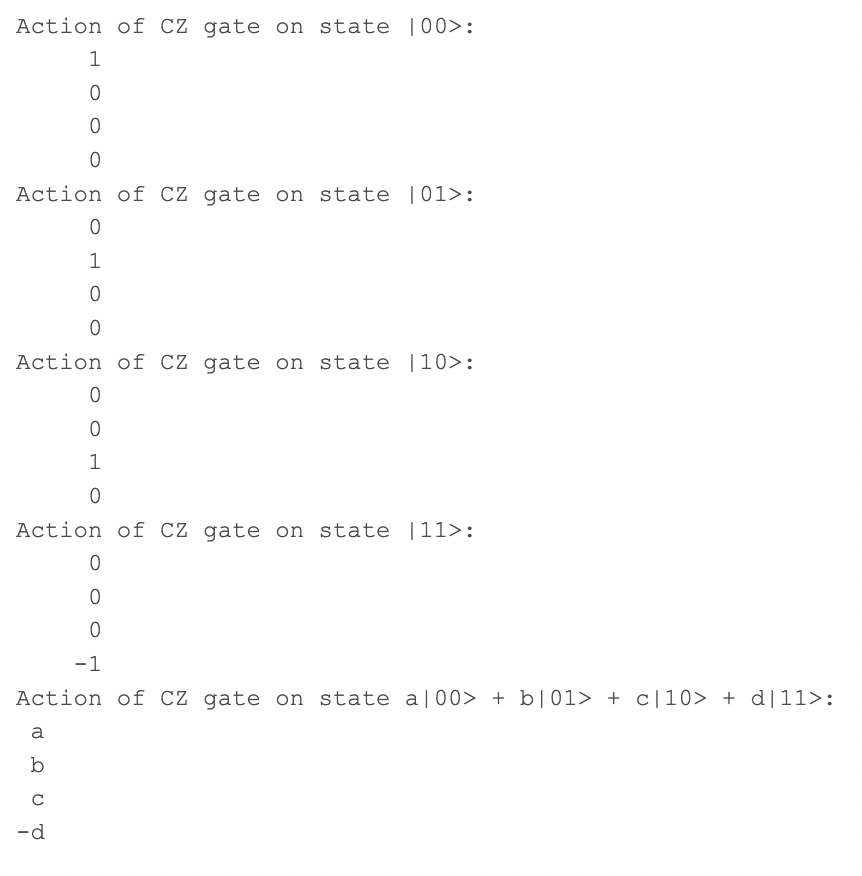 Action of CZ gate on state |00>:
1
0
0
0
Action of CZ gate on state |01>:
0
1
0
0
Action of CZ gate on state |10>:
0
0
1
0
Action of CZ gate on state |11>:
0
0
0
-1
Action of CZ gate on state a|00> + b|01> + c|10> + d|11>:
a
b
c
-d